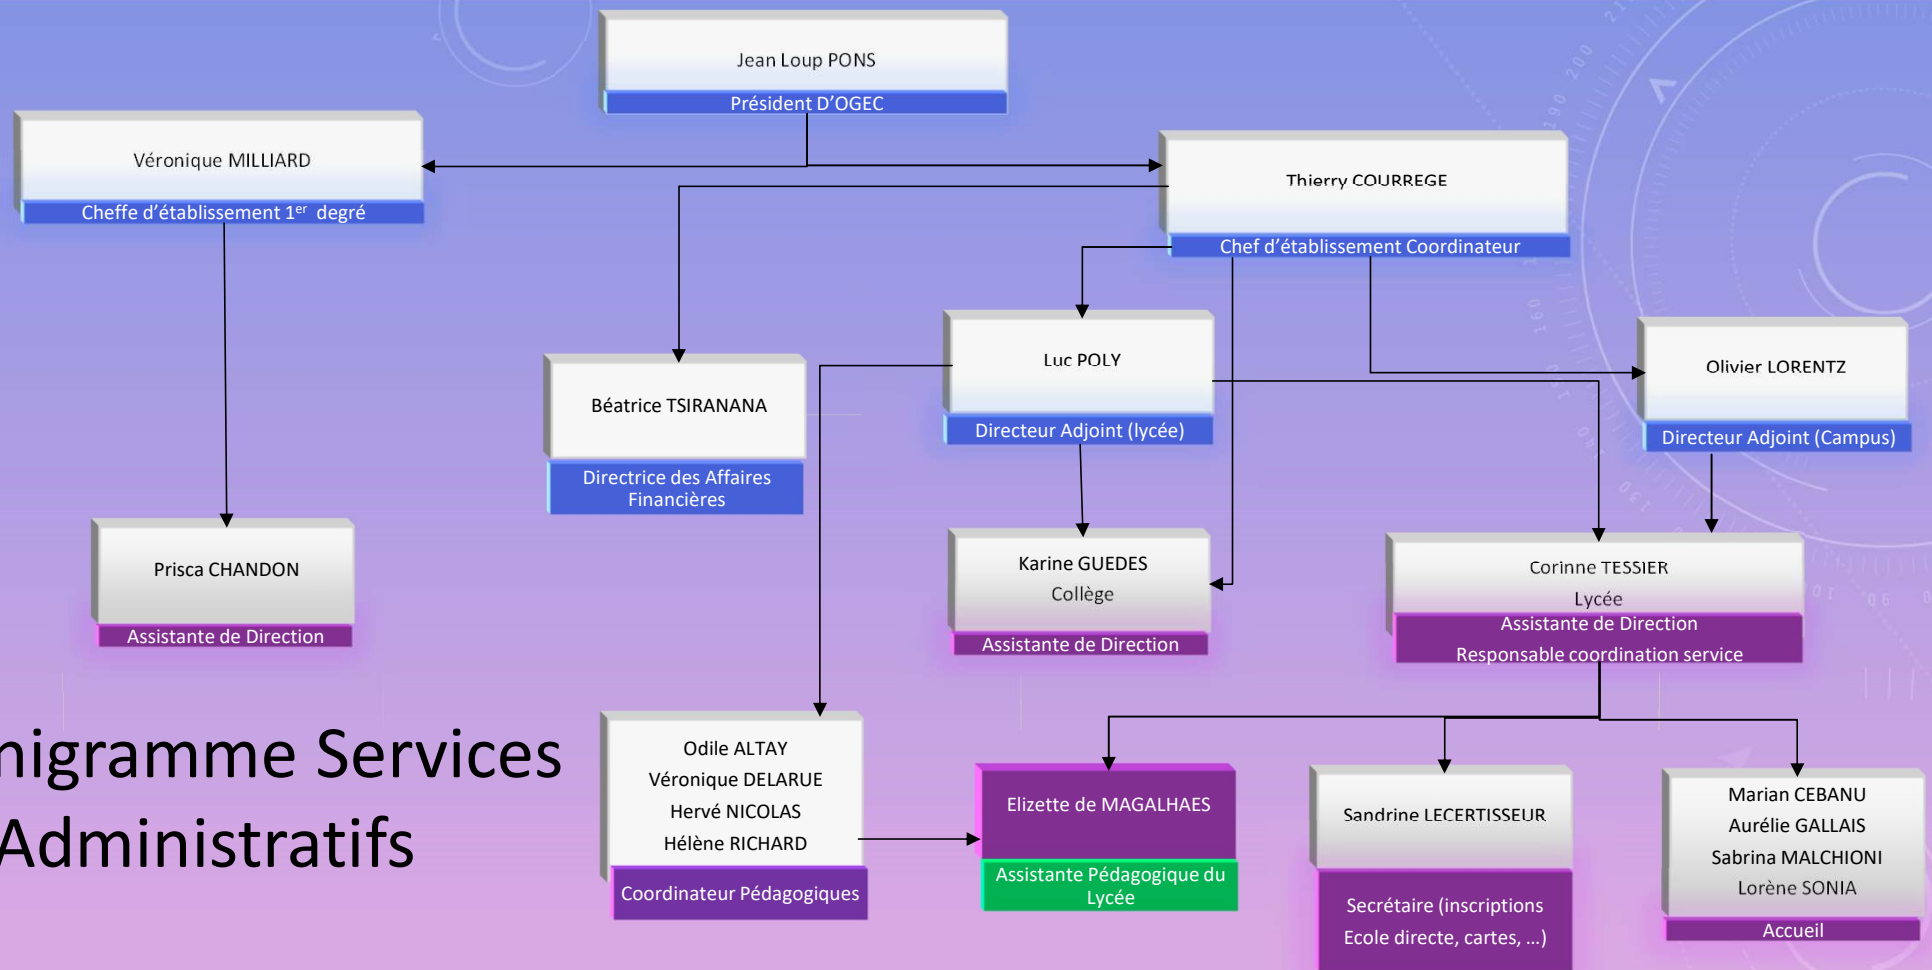 Jean Loup PONS
Président D'OGEC
Véronique MILLIARD
Cheffe d'établissement 1er degré
Thierry COURREGE
Chef d'établissement Coordinateur
Luc POLY
Directeur Adjoint (lycée)
Olivier LORENTZ
Directeur Adjoint (Campus)
Béatrice TSIRANANA
Directrice des Affaires
Financières
Prisca CHANDON
Assistante de Direction
Karine GUEDES
Collège
Assistante de Direction
Corinne TESSIER
Lycée
Assistante de Direction
Responsable coordination service
nigramme Services
Administratifs
Odile ALTAY
Véronique DELARUE
Hervé NICOLAS
Hélène RICHARD
Coordinateur Pédagogiques
Elizette de MAGALHAES
Assistante Pédagogique du
Lycée
Sandrine LECERTISSEUR
Secrétaire (inscriptions
Ecole directe, cartes, ...)
Marian CEBANU
Aurélie GALLAIS
Sabrina MALCHIONI
Lorène SONIA
Accueil